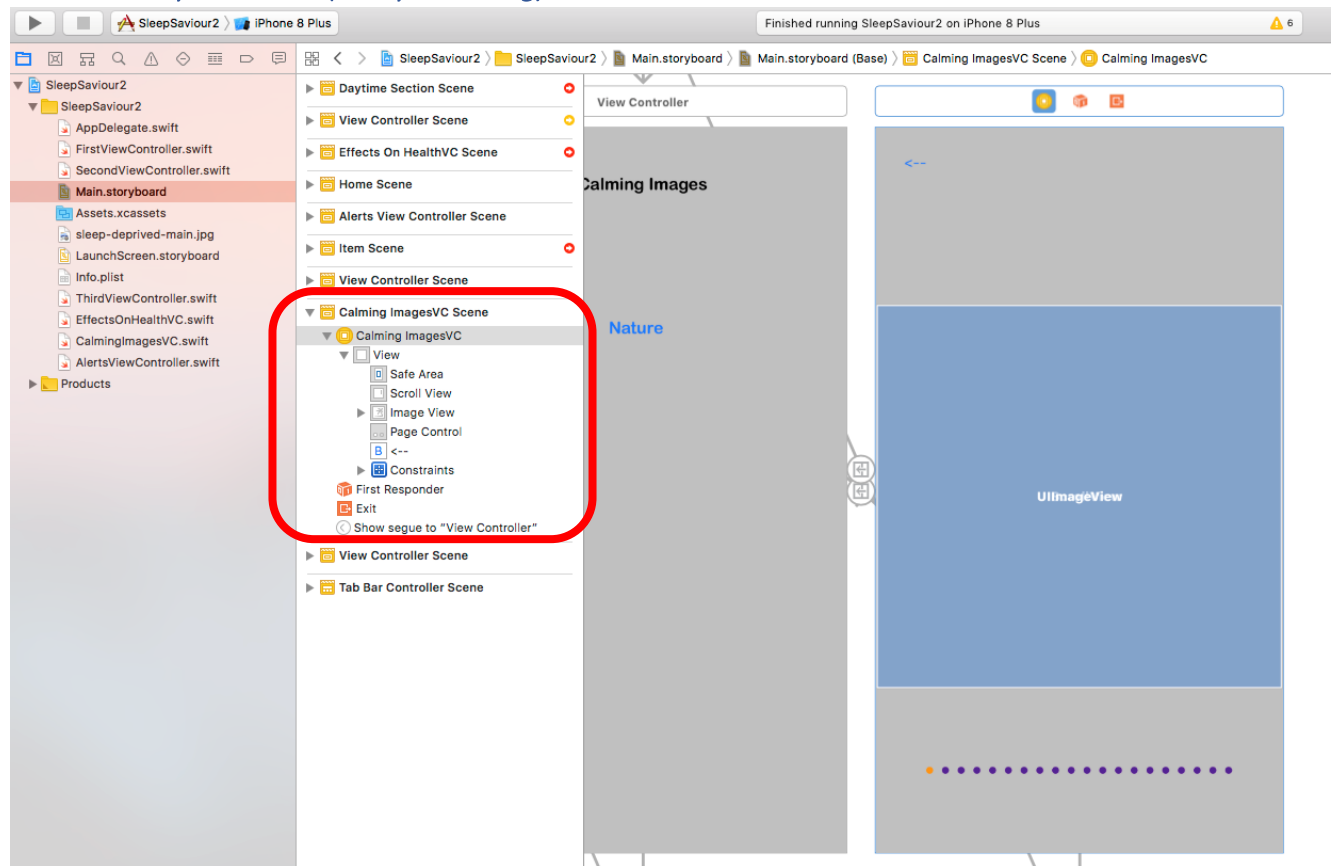 SleepSaviour2 〉 iPhone 8 Plus
Finished running SleepSaviour2 on iPhone 8 Plus
6
SleepSaviour2 〉 SleepSaviour2 〉 Main.storyboard 〉 Main.storyboard (Base) 〉 Calming ImagesVC Scene 〉 Calming ImagesVC
SleepSaviour2
SleepSaviour2
AppDelegate.swift
FirstViewController.swift
SecondViewController.swift
Main.storyboard
Assets.xcassets
sleep-deprived-main.jpg
LaunchScreen.storyboard
Info.plist
ThirdViewController.swift
EffectsOnHealthVC.swift
CalmingImagesVC.swift
AlertsViewController.swift
Products
Daytime Section Scene
View Controller Scene
Effects On HealthVC Scene
Home Scene
Alerts View Controller Scene
Item Scene
View Controller Scene
Calming ImagesVC Scene
Calming ImagesVC
View
Safe Area
Scroll View
Image View
Page Control
B <--
Constraints
First Responder
Exit
Show segue to "View Controller"
View Controller Scene
Tab Bar Controller Scene
View Controller
Calming Images
Nature
<--
UIImageView